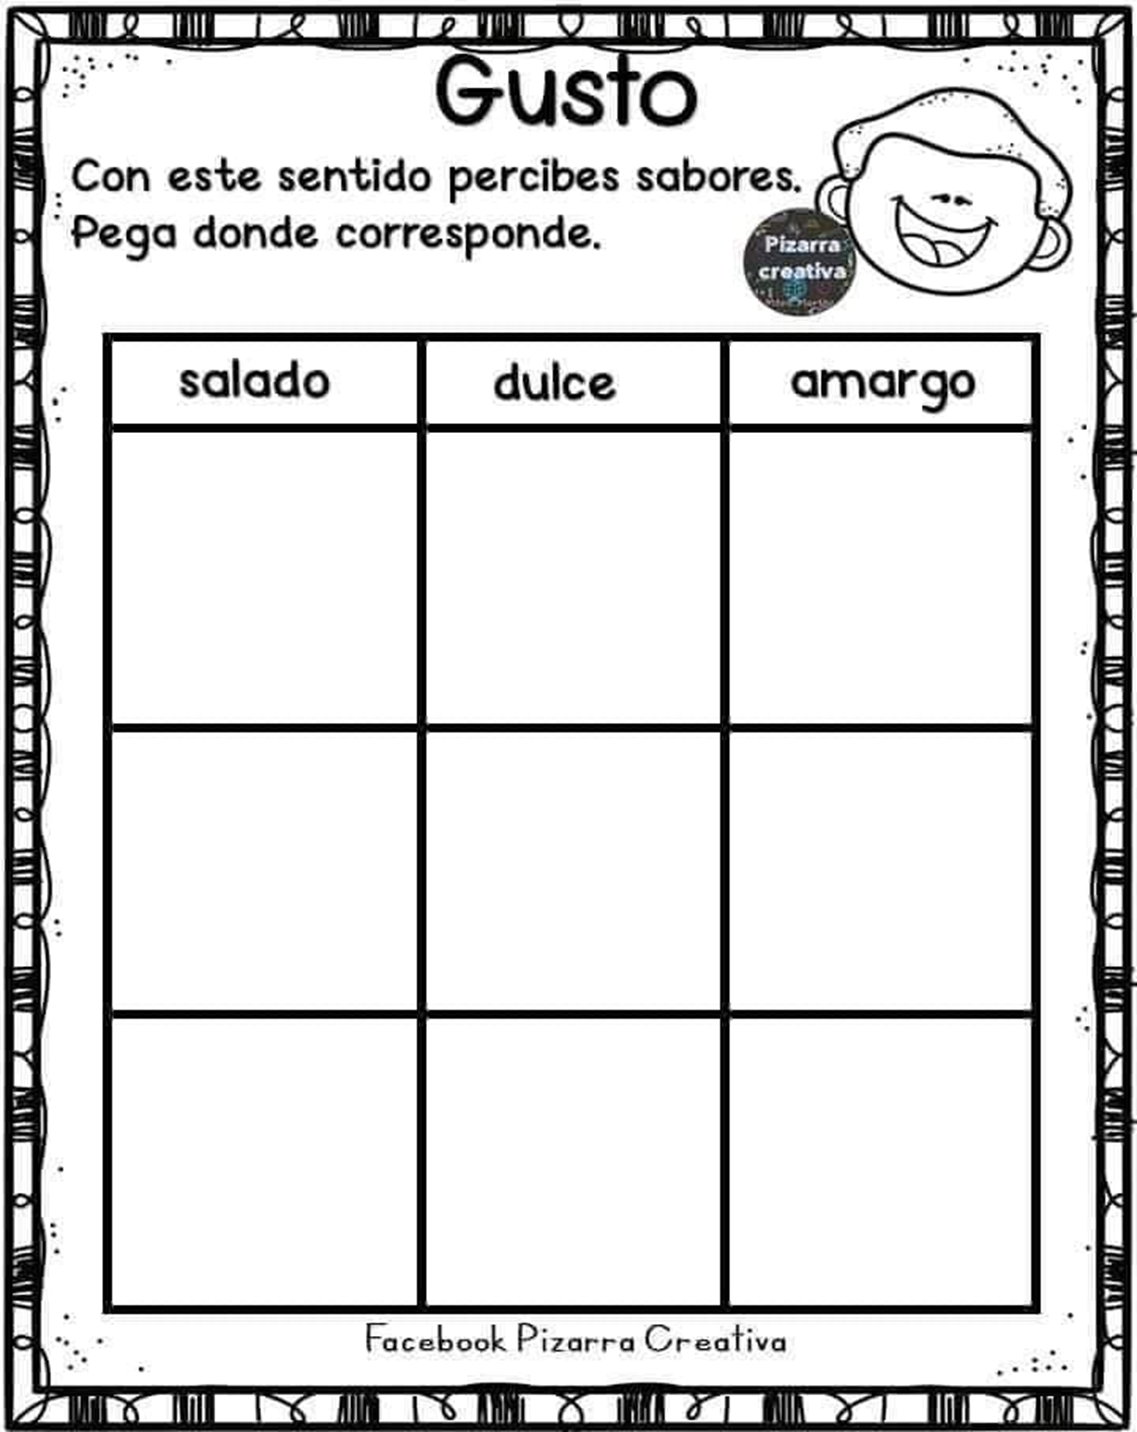 Gusto
Con este sentido percibes sabores.
Pega donde corresponde.
Pizarra
creativa
salado dulce amargo
Facebook Pizarra Creativa